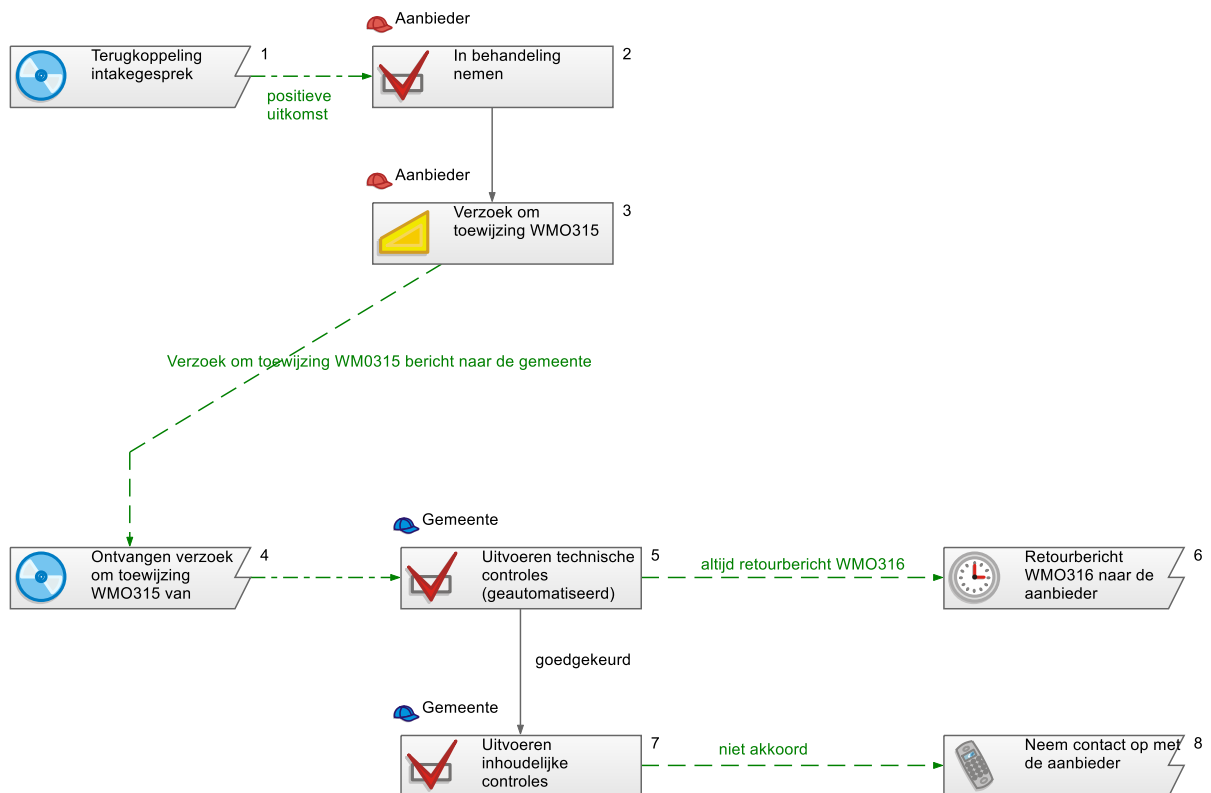 Aanbieder
Terugkoppeling
intakegesprek
1
positieve
uitkomst
In behandeling
nemen
2
Aanbieder
Verzoek om
toewijzing WMO315
3
Verzoek om toewijzing WM0315 bericht naar de gemeente
Gemeente
Ontvangen verzoek
om toewijzing
WMO315 van
4
Uitvoeren technische
controles
(geautomatiseerd)
5
altijd retourbericht WMO316
Retourbericht
WMO316 naar de
aanbieder
6
goedgekeurd
Gemeente
Uitvoeren
inhoudelijke
controles
7
niet akkoord
Neem contact op met
de aanbieder
8